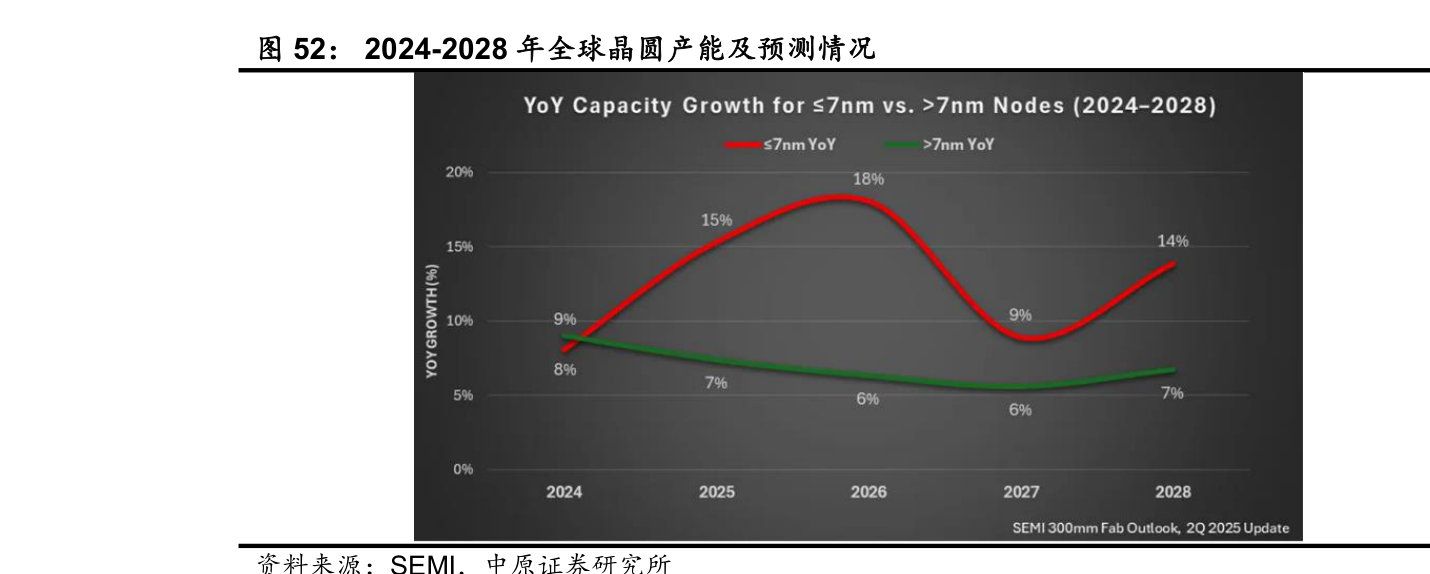 图 52： 2024-2028 年全球晶圆产能及预测情况
YoY Capacity Growth for ≤7nm vs. >7nm Nodes (2024–2028)
≤7nm YoY >7nm YoY
20%
18%
15%
15%
14%
YOY GROWTH (%)
10%
9%
9%
8%
7%
6%
6%
7%
5%
0%
2024 2025 2026 2027 2028
SEMI 300mm Fab Outlook, 2Q 2025 Update
资料来源：SEMI，中原证券研究所